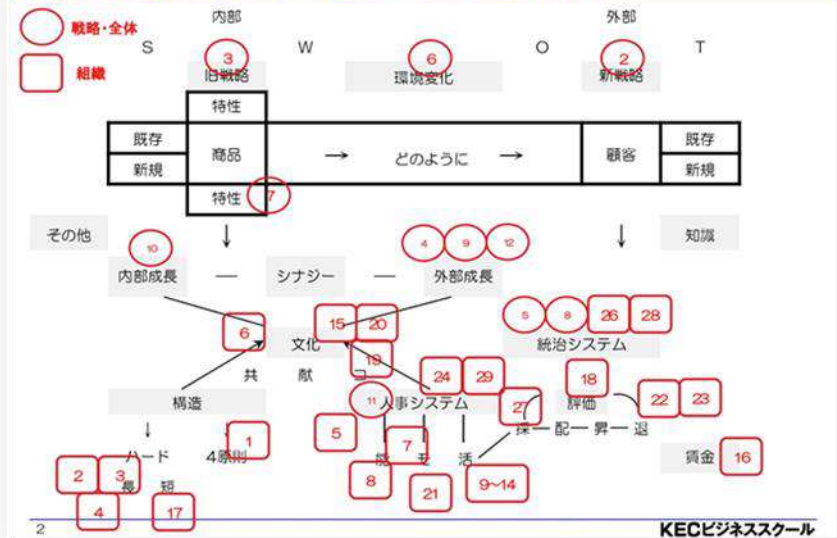 内部 外部
戦略・全体
S W O T
3 6 2
組織
旧戦略 環境変化 新戦略
特性
既存 商品 → どのように → 顧客 既存
新規 新規
特性 7
その他 ↓ ↓ 知識
10 4 9 12
内部成長 — シナジー — 外部成長
5 8 26 28
6 15 20
文化 統治システム
19
共 献 コ 24 29 18
構造 11 人事システム 27 評価 22 23
↓ ↓ 1 5 7 採 — 配 — 昇 — 退
ハード 4原則 能 モ 活 賃金 16
2 3 8 9~14
長 短 21
4 17
2 KECビジネススクール